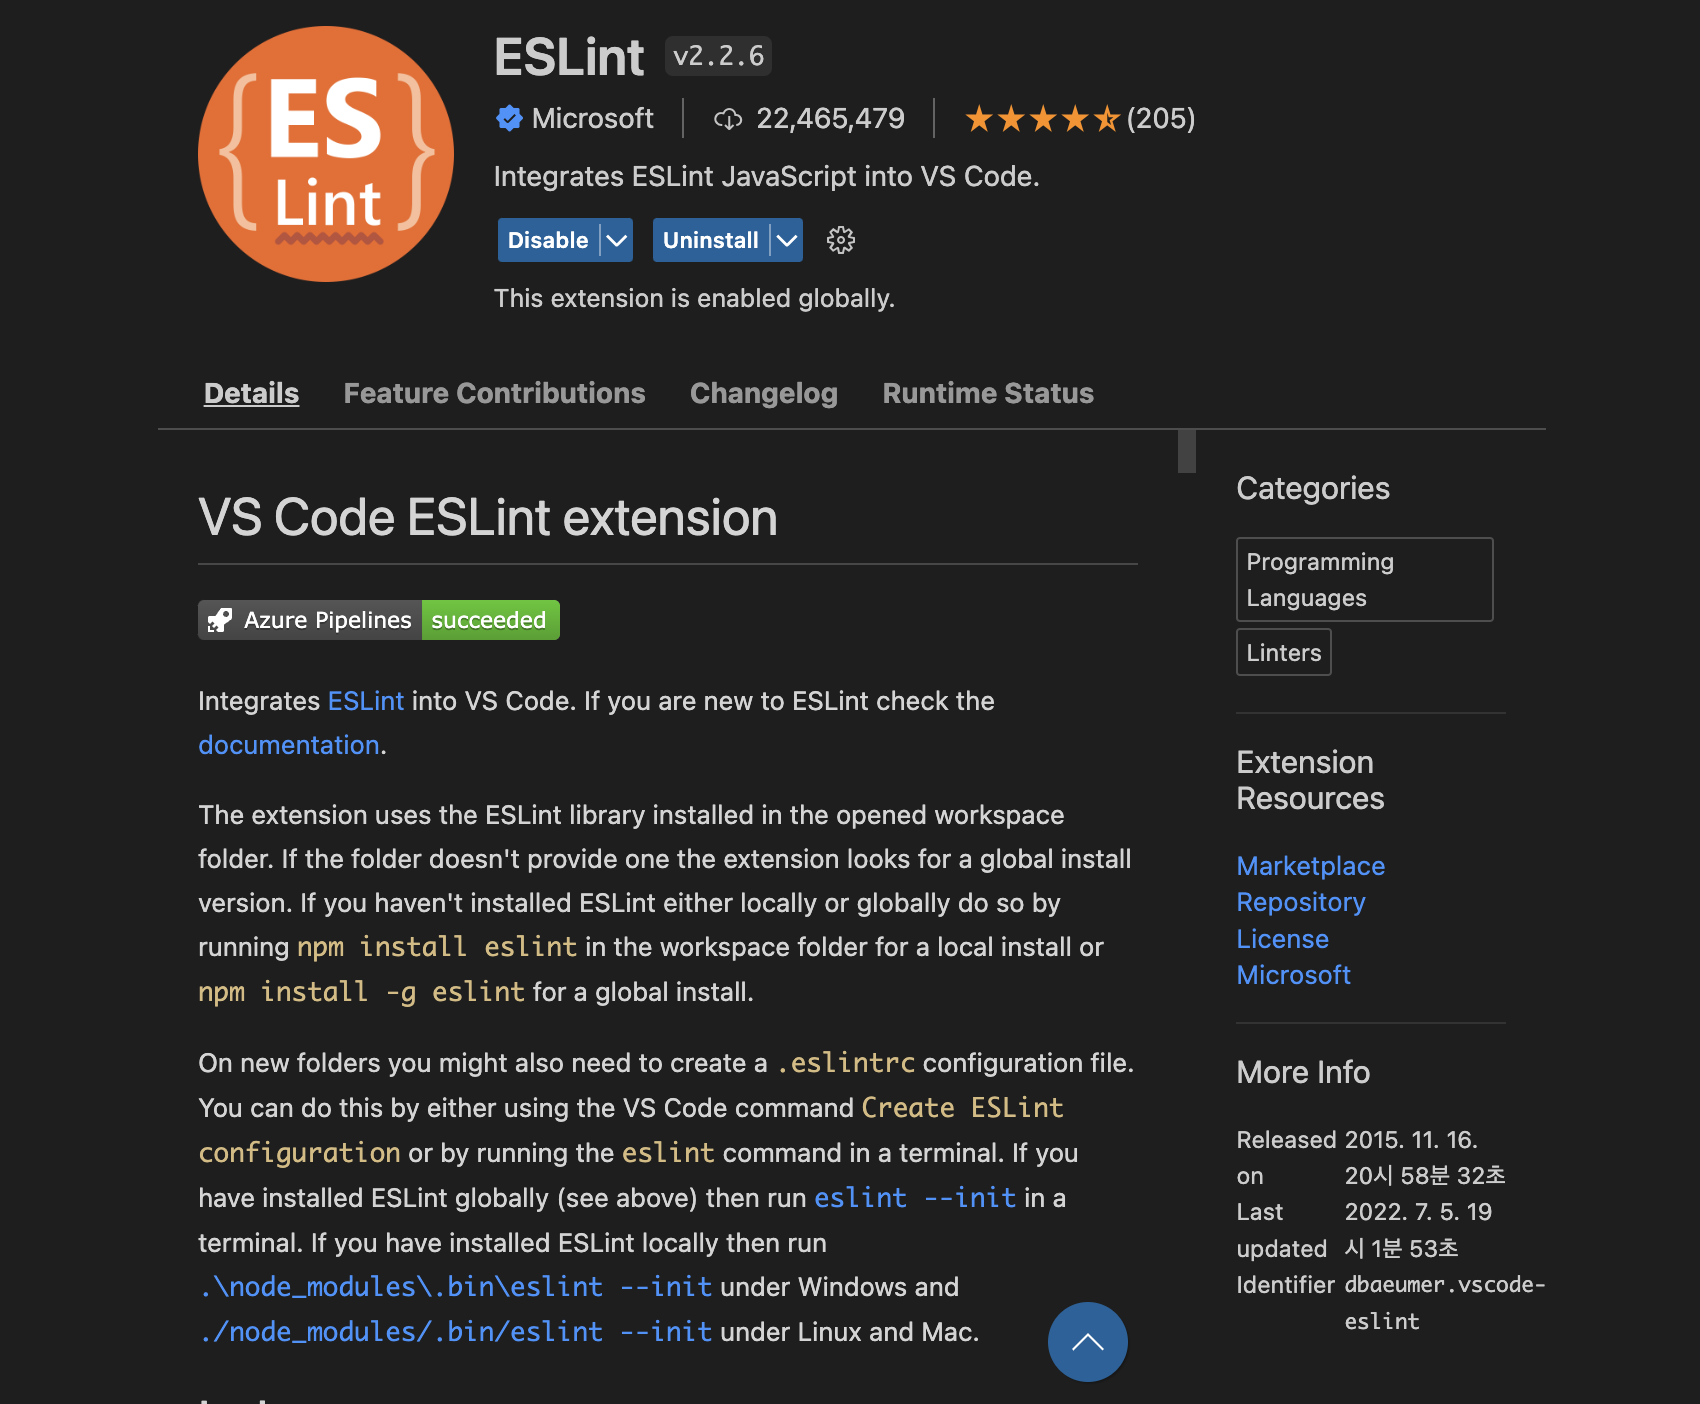 {ES}
Lint
ESLint v2.2.6
Microsoft 22,465,479 (205)
Integrates ESLint JavaScript into VS Code.
Disable Uninstall
This extension is enabled globally.
Details Feature Contributions Changelog Runtime Status
VS Code ESLint extension
Azure Pipelines succeeded
Integrates ESLint into VS Code. If you are new to ESLint check the
documentation.
The extension uses the ESLint library installed in the opened workspace
folder. If the folder doesn't provide one the extension looks for a global install
version. If you haven't installed ESLint either locally or globally do so by
running npm install eslint in the workspace folder for a local install or
npm install -g eslint for a global install.
On new folders you might also need to create a .eslintrc configuration file.
You can do this by either using the VS Code command Create ESLint
configuration or by running the eslint command in a terminal. If you
have installed ESLint globally (see above) then run eslint --init in a
terminal. If you have installed ESLint locally then run
.\node_modules\.bin\eslint --init under Windows and
./node_modules/.bin/eslint --init under Linux and Mac.
Categories
Programming
Languages
Linters
Extension
Resources
Marketplace
Repository
License
Microsoft
More Info
Released 2015. 11. 16.
on 20시 58분 32초
Last 2022. 7. 5. 19
updated 시 1분 53초
Identifier dbaeumer.vscode-
eslint